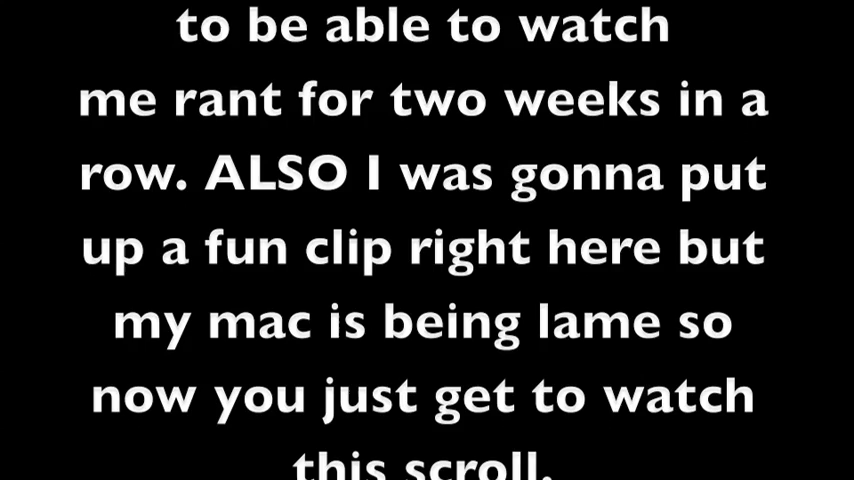 to be able to watch
me rant for two weeks in a
row. ALSO I was gonna put
up a fun clip right here but
my mac is being lame so
now you just get to watch
this scroll.